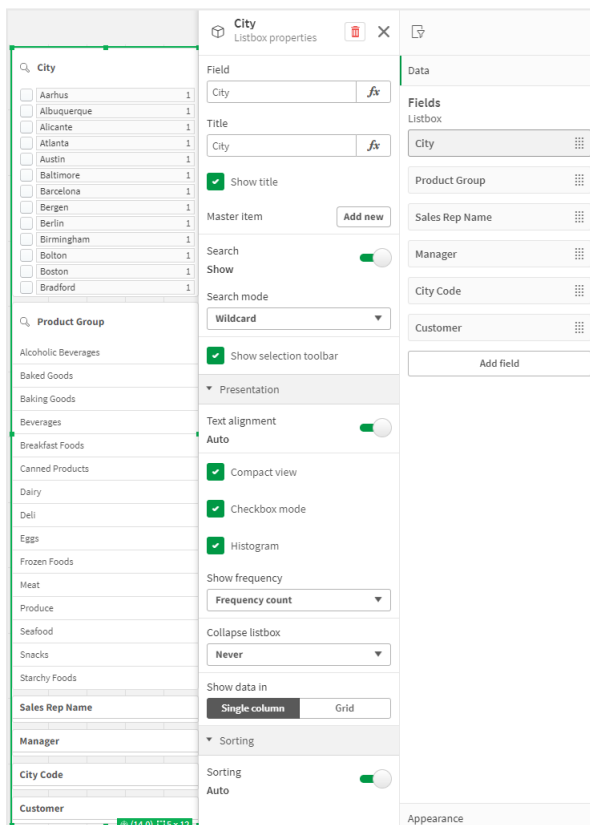 City
Aarhus 1
Albuquerque 1
Alicante 1
Atlanta 1
Austin 1
Baltimore 1
Barcelona 1
Bergen 1
Berlin 1
Birmingham 1
Bolton 1
Boston 1
Bradford 1
Product Group
Alcoholic Beverages
Baked Goods
Baking Goods
Beverages
Breakfast Foods
Canned Products
Dairy
Deli
Eggs
Frozen Foods
Meat
Produce
Seafood
Snacks
Starchy Foods
Sales Rep Name
Manager
City Code
Customer
(14,0) 5 x 12
City
Listbox properties
Field
City fx
Title
City fx
Show title
Master item Add new
Search
Show
Search mode
Wildcard
Show selection toolbar
Presentation
Text alignment
Auto
Compact view
Checkbox mode
Histogram
Show frequency
Frequency count
Collapse listbox
Never
Show data in
Single column Grid
Sorting
Sorting
Auto
Data
Fields
Listbox
City
Product Group
Sales Rep Name
Manager
City Code
Customer
Add field
Appearance